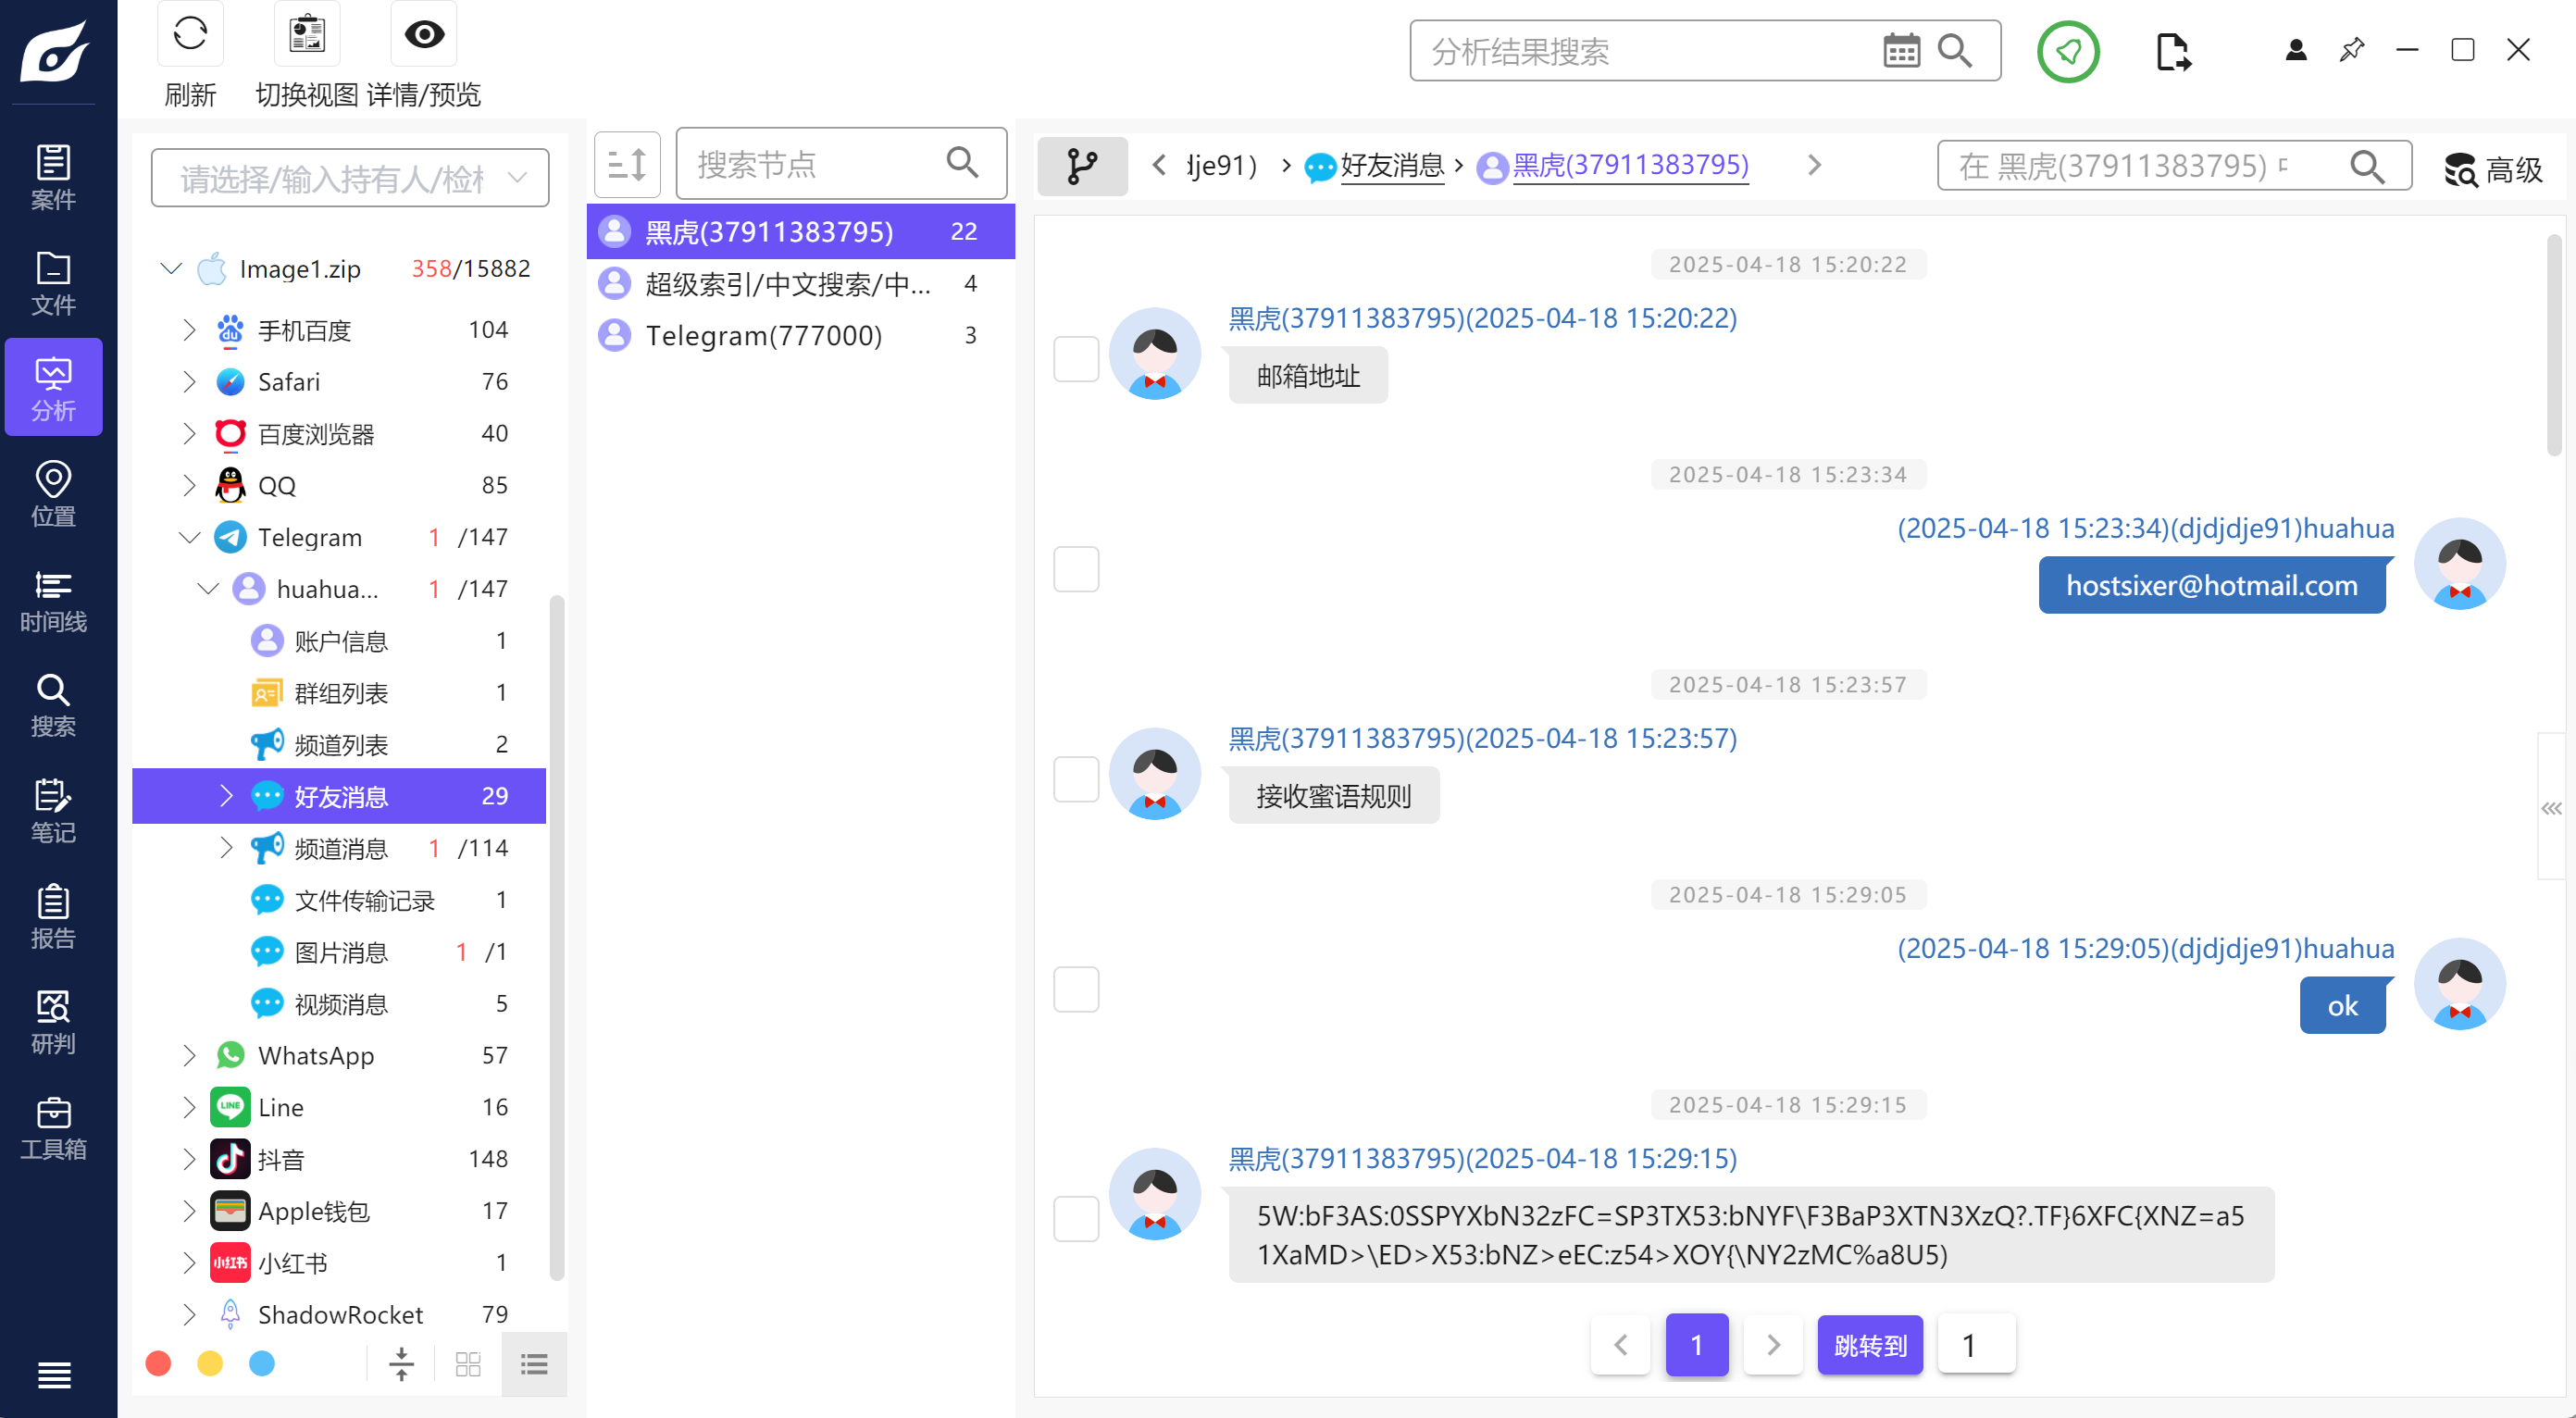 刷新
切换视图
详情/预览
分析结果搜索
案件
文件
分析
位置
时间线
搜索
笔记
报告
研判
工具箱
请选择/输入持有人/检
Image1.zip 358/15882
手机百度 104
Safari 76
百度浏览器 40
QQ 85
Telegram 1 /147
huahua... 1 /147
账户信息 1
群组列表 1
频道列表 2
好友消息 29
频道消息 1 /114
文件传输记录 1
图片消息 1 /1
视频消息 5
WhatsApp 57
LINE Line 16
抖音 148
Apple钱包 17
小红书 小红书 1
ShadowRocket 79
搜索节点
黑虎(37911383795) 22
超级索引/中文搜索/中... 4
Telegram(777000) 3
dje91) 好友消息 黑虎(37911383795)
在 黑虎(37911383795)
高级
2025-04-18 15:20:22
黑虎(37911383795)(2025-04-18 15:20:22)
邮箱地址
2025-04-18 15:23:34
(2025-04-18 15:23:34)(djdjdje91)huahua
hostsixer@hotmail.com
2025-04-18 15:23:57
黑虎(37911383795)(2025-04-18 15:23:57)
接收蜜语规则
2025-04-18 15:29:05
(2025-04-18 15:29:05)(djdjdje91)huahua
ok
2025-04-18 15:29:15
黑虎(37911383795)(2025-04-18 15:29:15)
5W:bF3AS:0SSPYXbN32zFC=SP3TX53:bNYF\F3BaP3XTN3XzQ?.TF}6XFC{XNZ=a5
1XaMD>\ED>X53:bNZ>eEC:z54>XOY{\NY2zMC%a8U5)
1 跳转到 1